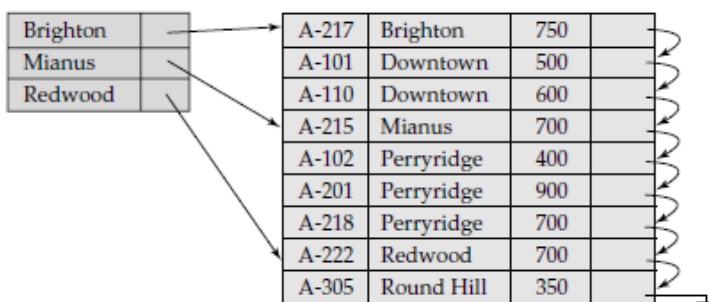 Brighton
Mianus
Redwood
A-217 Brighton 750
A-101 Downtown 500
A-110 Downtown 600
A-215 Mianus 700
A-102 Perryridge 400
A-201 Perryridge 900
A-218 Perryridge 700
A-222 Redwood 700
A-305 Round Hill 350